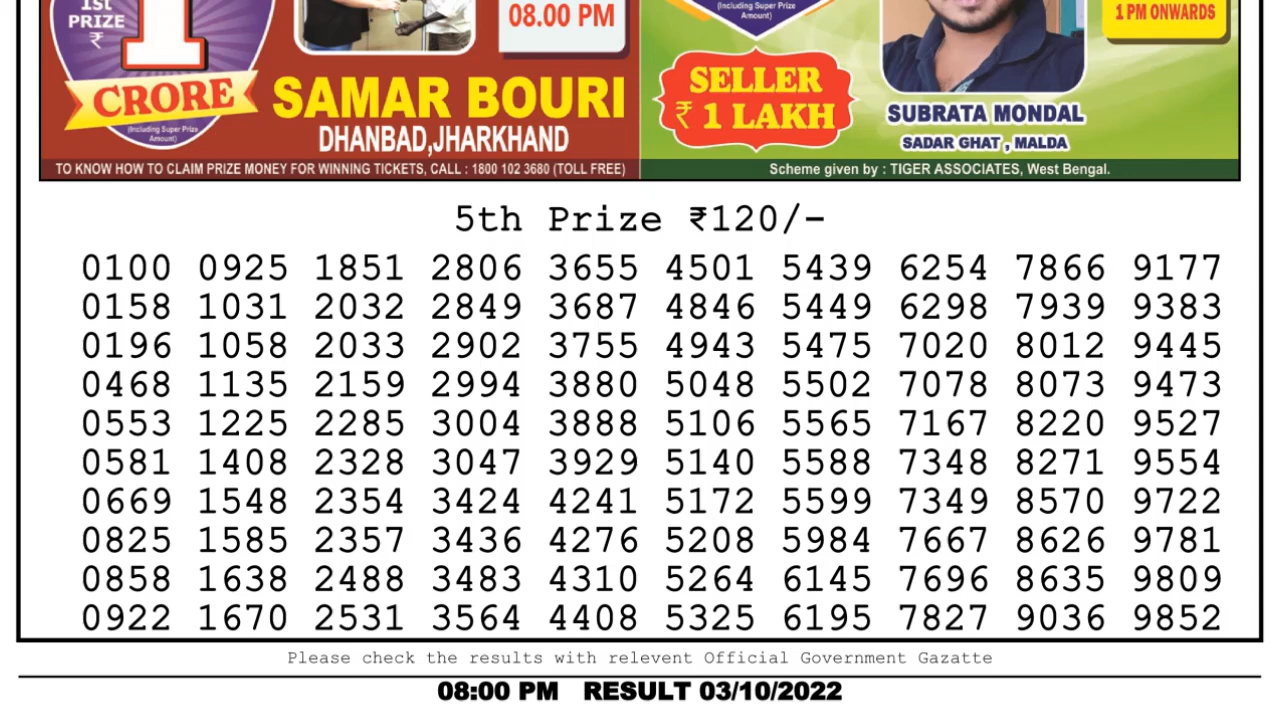 1st
PRIZE
₹
1
CRORE
(Including Super Prize
Amount)
08.00 PM
SAMAR BOURI
DHANBAD,JHARKHAND
(Including Super Prize
Amount)
SELLER
₹ 1 LAKH
1 PM ONWARDS
SUBRATA MONDAL
SADAR GHAT , MALDA
TO KNOW HOW TO CLAIM PRIZE MONEY FOR WINNING TICKETS, CALL : 1800 102 3680 (TOLL FREE)
Scheme given by : TIGER ASSOCIATES, West Bengal.
5th Prize ₹120/-
0100 0925 1851 2806 3655 4501 5439 6254 7866 9177
0158 1031 2032 2849 3687 4846 5449 6298 7939 9383
0196 1058 2033 2902 3755 4943 5475 7020 8012 9445
0468 1135 2159 2994 3880 5048 5502 7078 8073 9473
0553 1225 2285 3004 3888 5106 5565 7167 8220 9527
0581 1408 2328 3047 3929 5140 5588 7348 8271 9554
0669 1548 2354 3424 4241 5172 5599 7349 8570 9722
0825 1585 2357 3436 4276 5208 5984 7667 8626 9781
0858 1638 2488 3483 4310 5264 6145 7696 8635 9809
0922 1670 2531 3564 4408 5325 6195 7827 9036 9852
Please check the results with relevent Official Government Gazatte
08:00 PM RESULT 03/10/2022